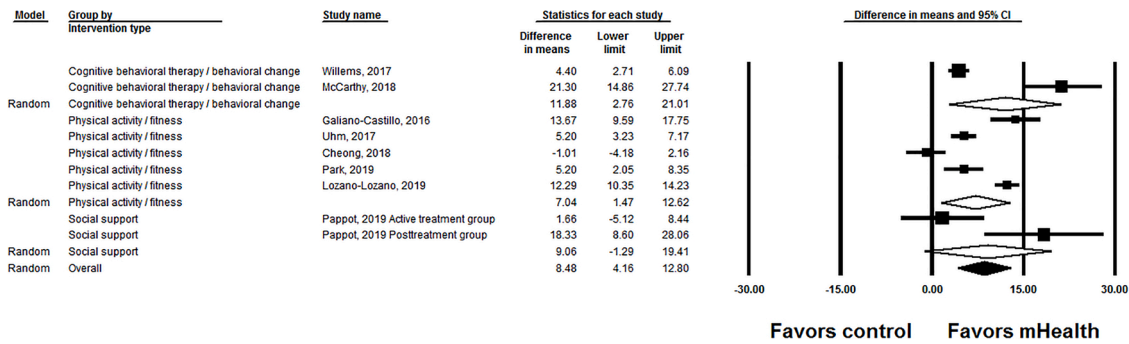 Model Group by Study name Statistics for each study Difference in means and 95% CI
Intervention type
Difference Lower Upper
in means limit limit
Cognitive behavioral therapy / behavioral change Willems, 2017 4.40 2.71 6.09
Cognitive behavioral therapy / behavioral change McCarthy, 2018 21.30 14.86 27.74
Random Cognitive behavioral therapy / behavioral change 11.88 2.76 21.01
Physical activity / fitness Galiano-Castillo, 2016 13.67 9.59 17.75
Physical activity / fitness Uhm, 2017 5.20 3.23 7.17
Physical activity / fitness Cheong, 2018 -1.01 -4.18 2.16
Physical activity / fitness Park, 2019 5.20 2.05 8.35
Physical activity / fitness Lozano-Lozano, 2019 12.29 10.35 14.23
Random Physical activity / fitness 7.04 1.47 12.62
Social support Pappot, 2019 Active treatment group 1.66 -5.12 8.44
Social support Pappot, 2019 Posttreatment group 18.33 8.60 28.06
Random Social support 9.06 -1.29 19.41
Random Overall 8.48 4.16 12.80
-30.00 -15.00 0.00 15.00 30.00
Favors control Favors mHealth